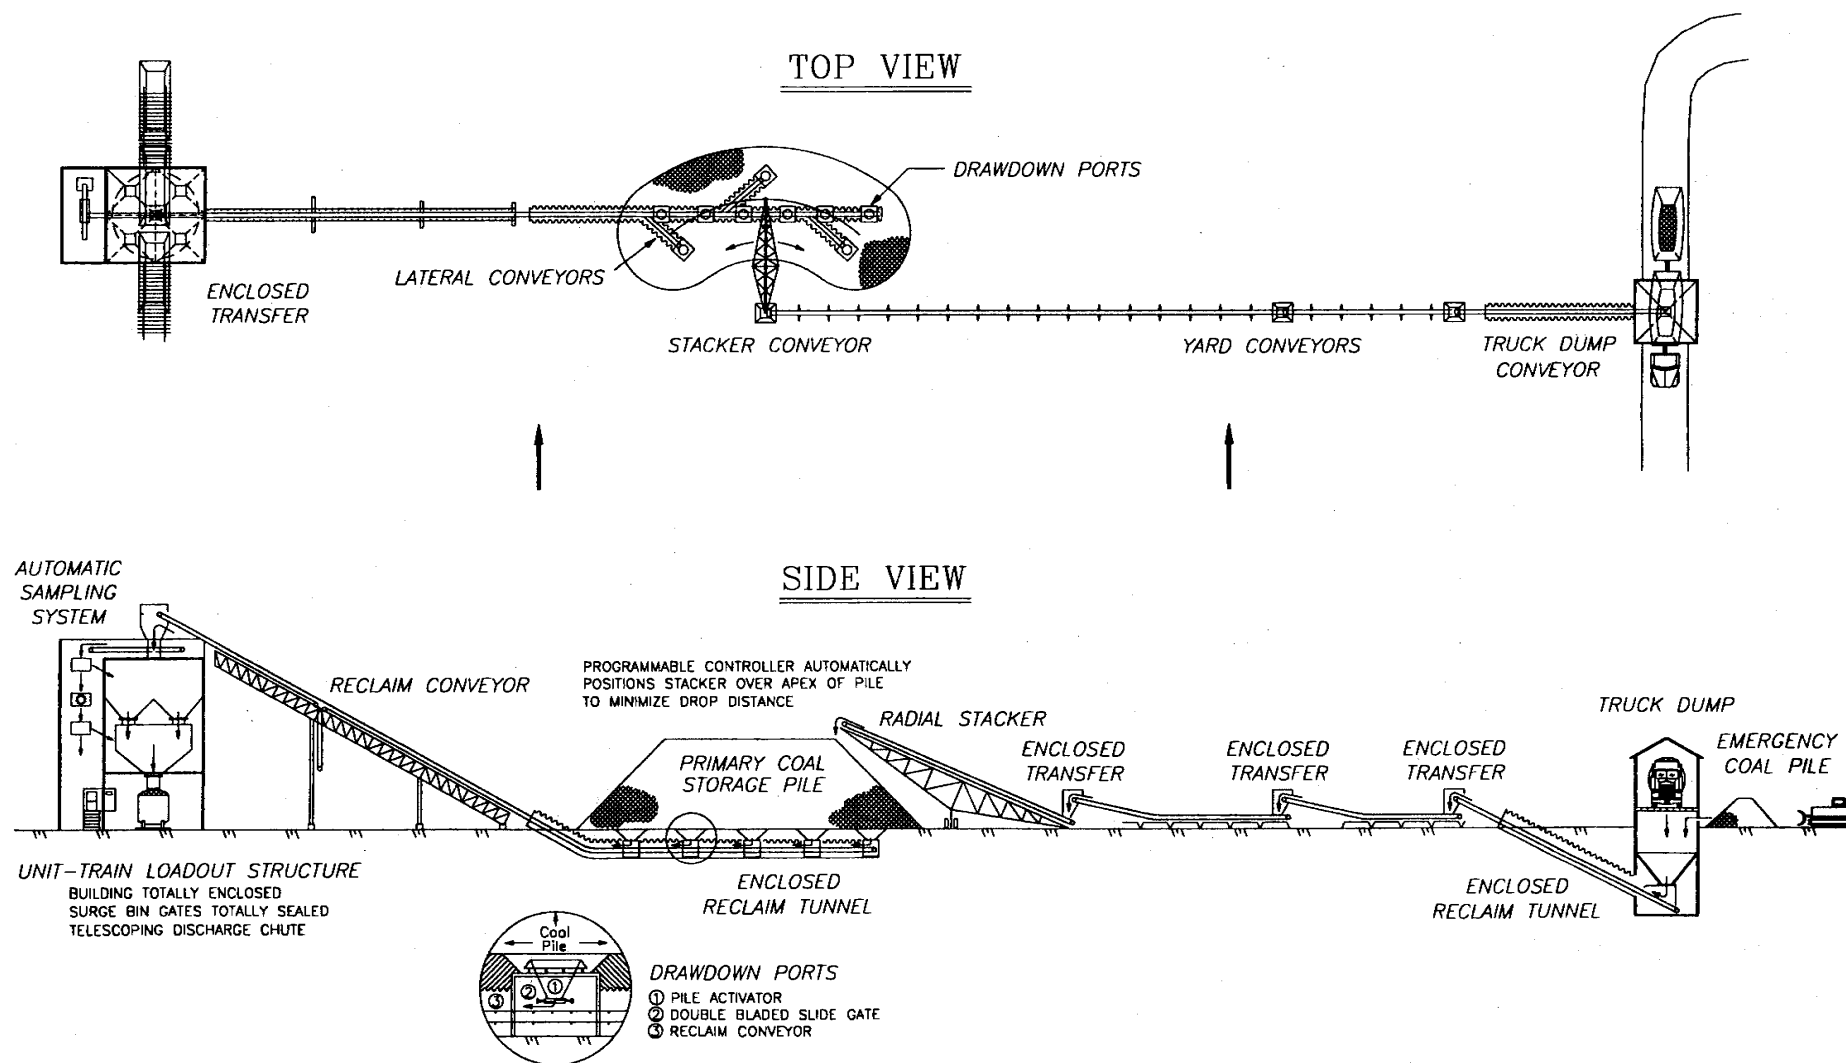 TOP VIEW
DRAWDOWN PORTS
LATERAL CONVEYORS
ENCLOSED
TRANSFER
STACKER CONVEYOR
YARD CONVEYORS
TRUCK DUMP
CONVEYOR
SIDE VIEW
AUTOMATIC
SAMPLING
SYSTEM
RECLAIM CONVEYOR
PROGRAMMABLE CONTROLLER AUTOMATICALLY
POSITIONS STACKER OVER APEX OF PILE
TO MINIMIZE DROP DISTANCE
RADIAL STACKER
PRIMARY COAL
STORAGE PILE
ENCLOSED
TRANSFER
ENCLOSED
TRANSFER
ENCLOSED
TRANSFER
TRUCK DUMP
EMERGENCY
COAL PILE
UNIT-TRAIN LOADOUT STRUCTURE
BUILDING TOTALLY ENCLOSED
SURGE BIN GATES TOTALLY SEALED
TELESCOPING DISCHARGE CHUTE
ENCLOSED
RECLAIM TUNNEL
ENCLOSED
RECLAIM TUNNEL
Coal
Pile
① 
②
③
DRAWDOWN PORTS
① PILE ACTIVATOR
② DOUBLE BLADED SLIDE GATE
③ RECLAIM CONVEYOR